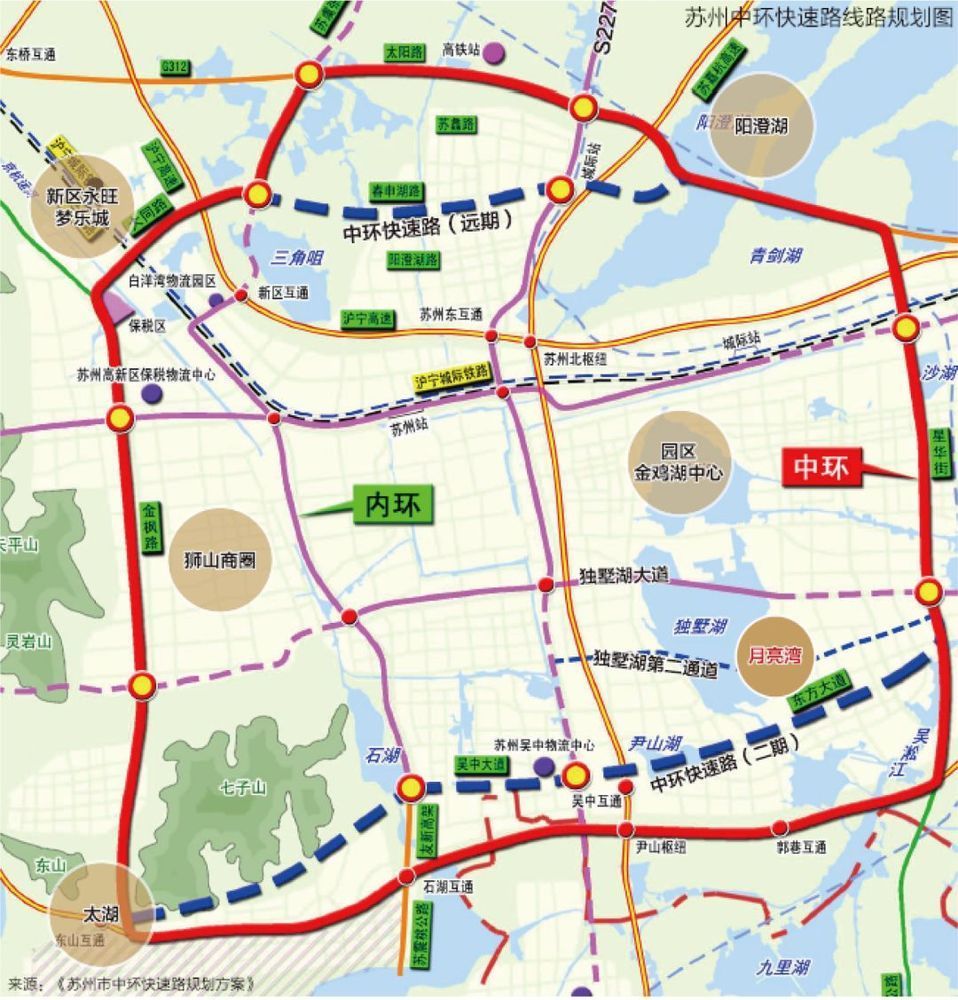 苏州中环快速路线路规划图
S227
太阳路
高铁站
东桥互通
G312
苏嘉杭高速
阳澄湖
苏蠡路
城际站
沪宁高速
新区永旺
梦乐城
春申湖路
中环快速路（远期）
三角咀
阳澄湖路
青剑湖
白洋湾物流园区
新区互通
保税区
沪宁高速
苏州东互通
苏州北枢纽
城际站
苏州高新区保税物流中心
沪宁城际铁路
沙湖
苏州站
星华街
园区
金鸡湖中心
中环
内环
金枫路
狮山商圈
独墅湖大道
灵岩山
独墅湖
月亮湾
独墅湖第二通道
东方大道
石湖
苏州吴中物流中心
尹山湖
吴淞江
吴中大道
中环快速路（二期）
七子山
吴中互通
友新高架
尹山枢纽
郭巷互通
东山
石湖互通
太湖
东山互通
苏震桃公路
九里湖
公路
来源：《苏州市中环快速路规划方案》